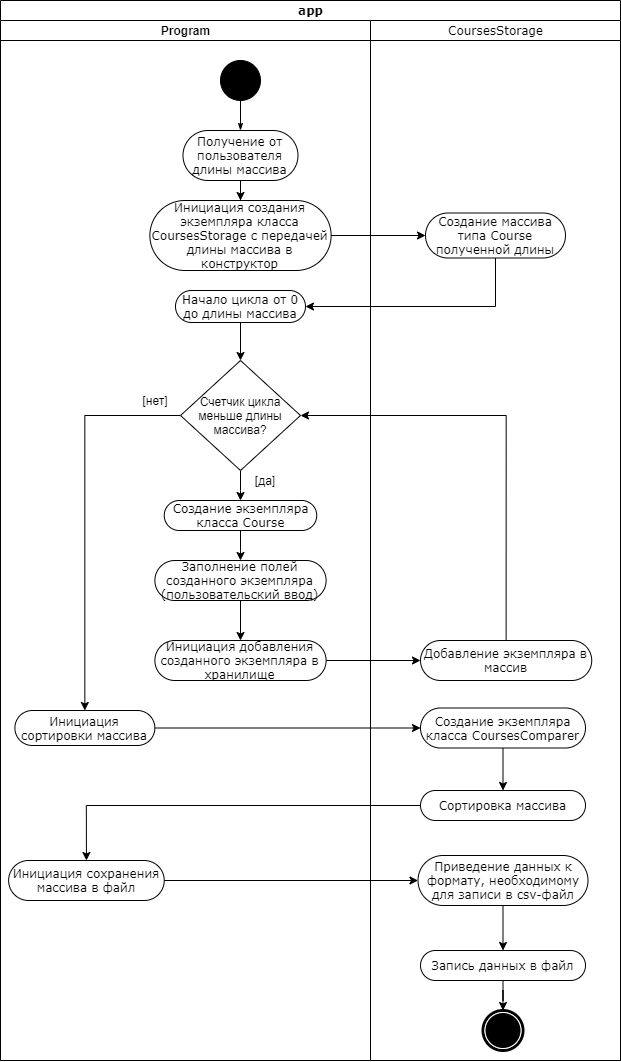 app
Program
CoursesStorage
Получение от
пользователя
длины массива
Инициация создания
экземпляра класса
CoursesStorage с передачей
длины массива в
конструктор
Создание массива
типа Course
полученной длины
Начало цикла от 0
до длины массива
Счетчик цикла
меньше длины
массива?
[нет]
[да]
Создание экземпляра
класса Course
Заполнение полей
созданного экземпляра
(пользовательский ввод)
Инициация добавления
созданного экземпляра в
хранилище
Добавление экземпляра в
массив
Инициация
сортировки массива
Создание экземпляра
класса CoursesComparer
Сортировка массива
Инициация сохранения
массива в файл
Приведение данных к
формату, необходимому
для записи в csv-файл
Запись данных в файл